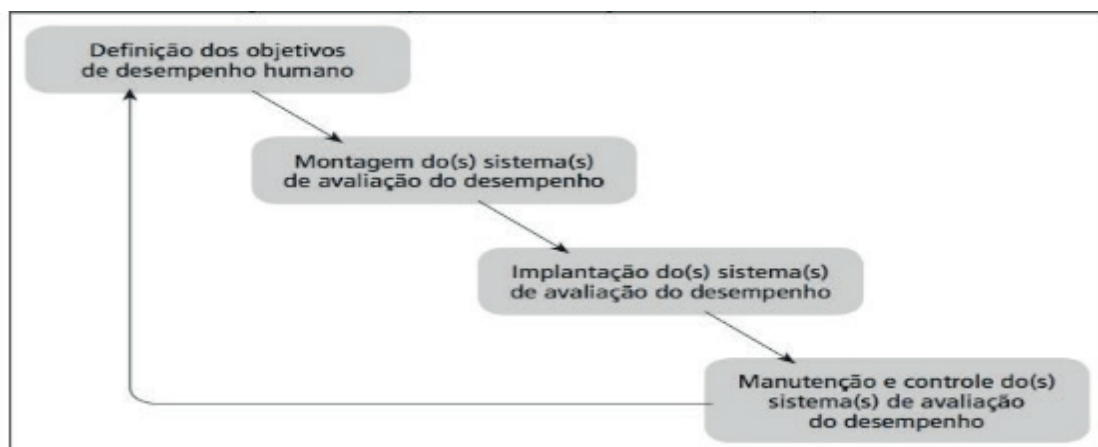 Definição dos objetivos
de desempenho humano
Montagem do(s) sistema(s)
de avaliação do desempenho
Implantação do(s) sistema(s)
de avaliação do desempenho
Manutenção e controle do(s)
sistema(s) de avaliação
do desempenho